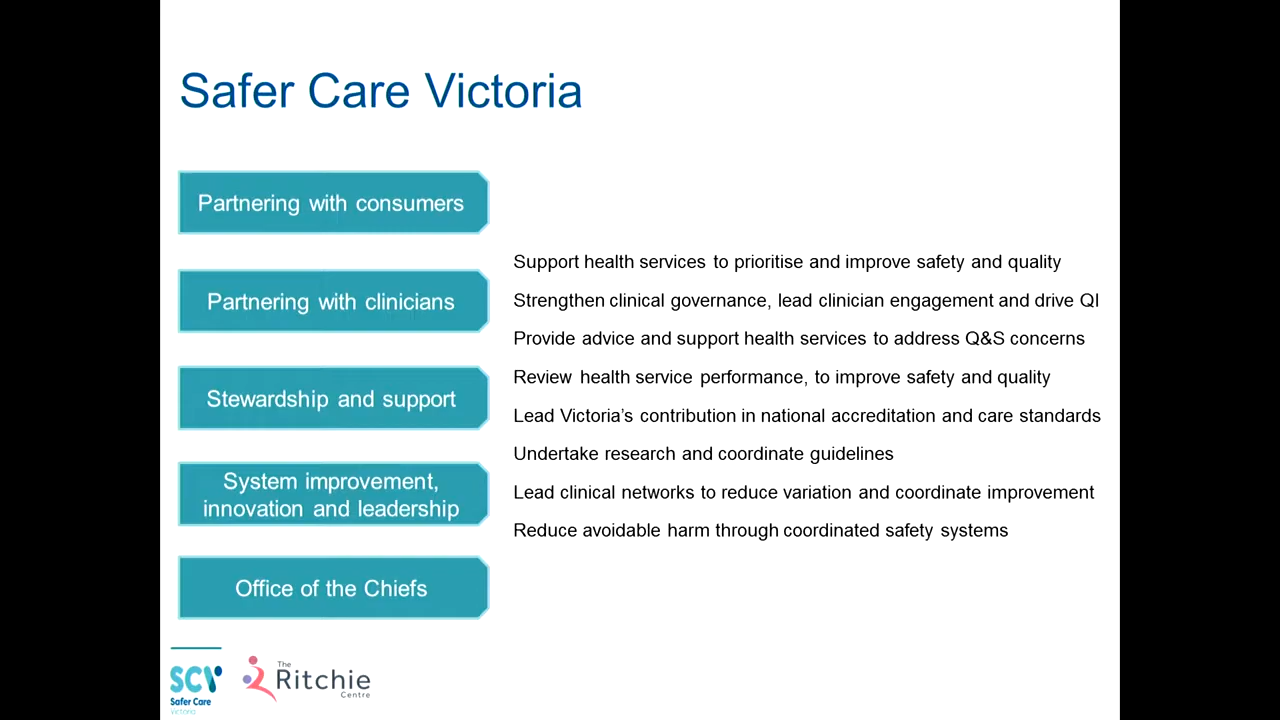 Safer Care Victoria
Partnering with consumers
Partnering with clinicians
Stewardship and support
System improvement,
innovation and leadership
Office of the Chiefs
Support health services to prioritise and improve safety and quality
Strengthen clinical governance, lead clinician engagement and drive QI
Provide advice and support health services to address Q&S concerns
Review health service performance, to improve safety and quality
Lead Victoria’s contribution in national accreditation and care standards
Undertake research and coordinate guidelines
Lead clinical networks to reduce variation and coordinate improvement
Reduce avoidable harm through coordinated safety systems
SCV
Safer Care
Victoria
The
Ritchie
Centre